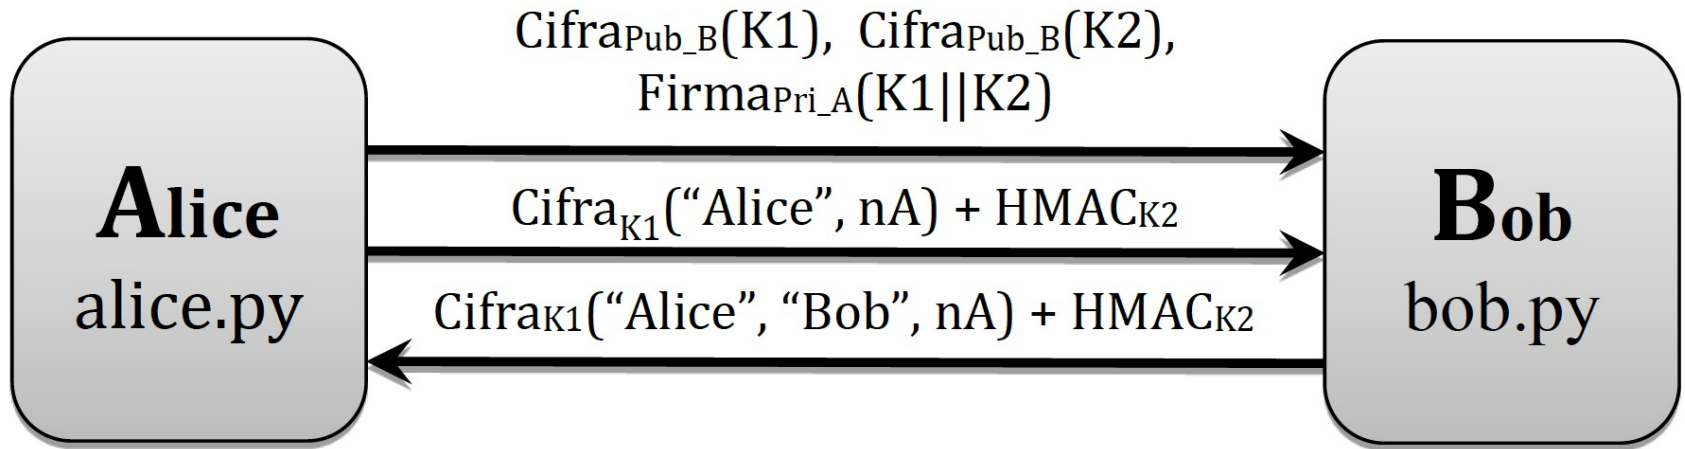 CifraPub_B(K1), CifraPub_B(K2),
FirmaPri_A(K1||K2)
Alice
alice.py
CifraK1(“Alice”, nA) + HMACK2
CifraK1(“Alice”, “Bob”, nA) + HMACK2
Bob
bob.py